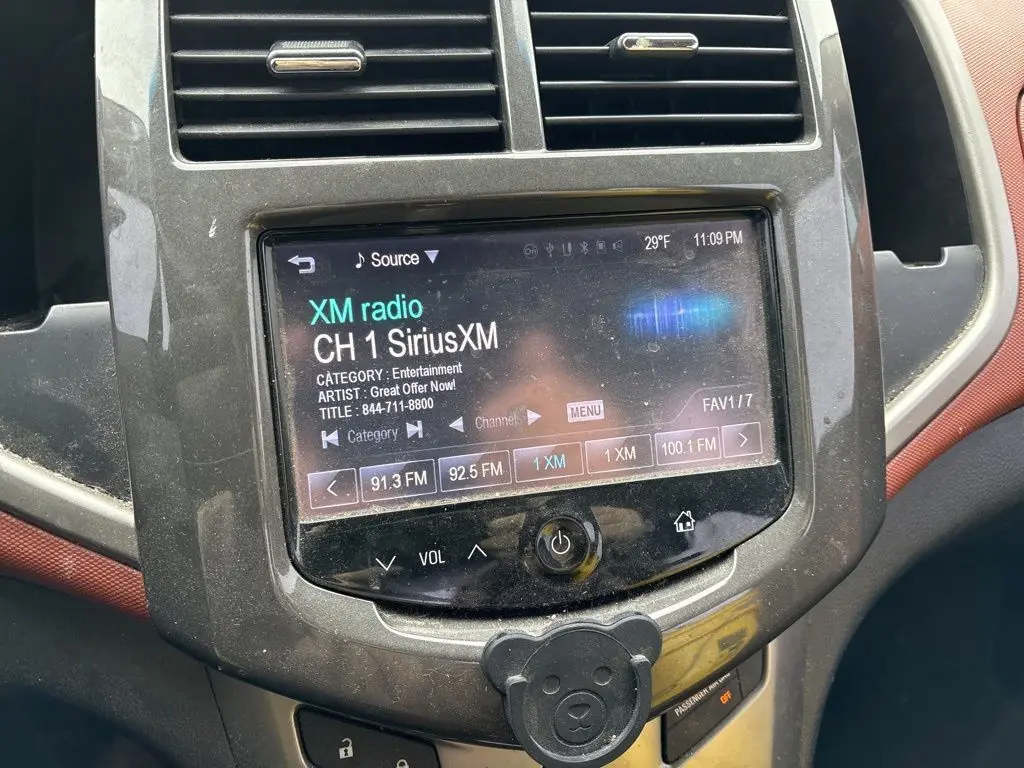 Source
29°F 11:09 PM
XM radio
CH 1 SiriusXM
CATEGORY : Entertainment
ARTIST : Great Offer Now!
TITLE : 844-711-8800
Category Channel MENU FAV1/7
< 91.3 FM 92.5 FM 1 XM 1 XM 100.1 FM >
VOL
PASSENGER AIR BAG
OFF